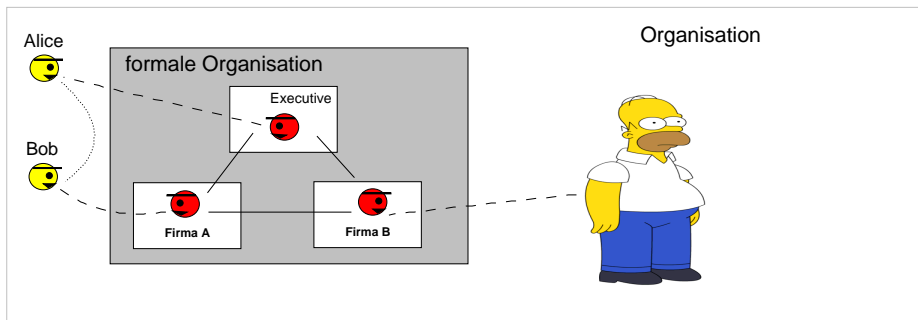 Alice
Organisation
formale Organisation
Executive
Bob
Firma A
Firma B